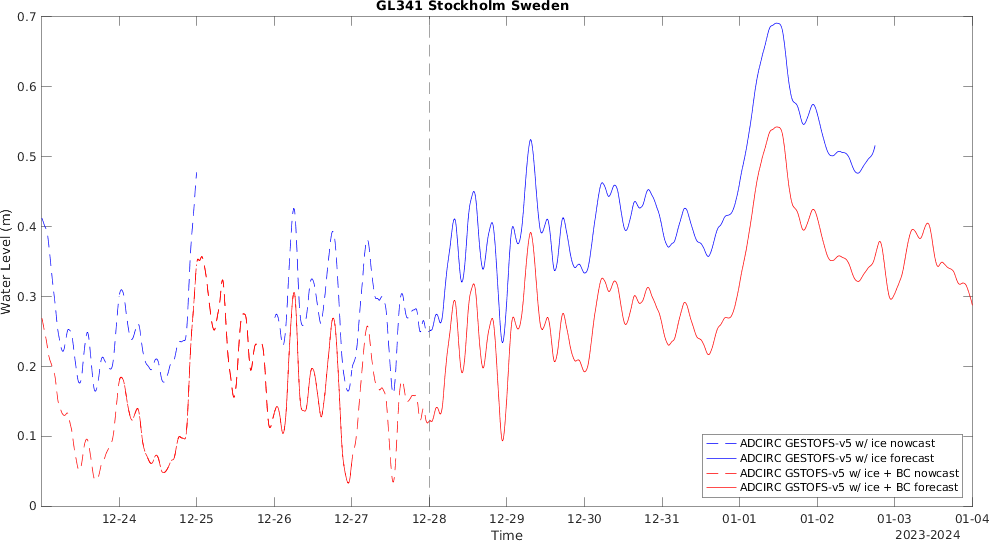 GL341 Stockholm Sweden
0.7
0.6
0.5
0.4
0.3
0.2
0.1
0
Water Level (m)
ADCIRC GESTOFS-v5 w/ ice nowcast
ADCIRC GESTOFS-v5 w/ ice forecast
ADCIRC GSTOFS-v5 w/ ice + BC nowcast
ADCIRC GSTOFS-v5 w/ ice + BC forecast
12-24 12-25 12-26 12-27 12-28 12-29 12-30 12-31 01-01 01-02 01-03 01-04
Time
2023-2024